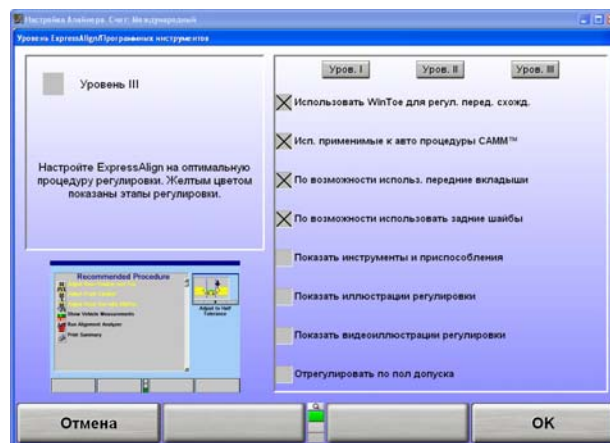 Настройка Алайнера. Счет: Международный
Уровень ExpressAlign/Программных инструментов
Уровень III
Настройте ExpressAlign на оптимальную
процедуру регулировки. Желтым цветом
показаны этапы регулировки.
Recommended Procedure
Show Vehicle Measurements
Run Alignment Analyzer
Print Summary
Adjust to Half
Tolerance
Уров. I Уров. II Уров. III
Использовать WinToe для регул. перед. схожд.
Исп. применимые к авто процедуры CAMM™
По возможности использ. передние вкладыши
По возможности использовать задние шайбы
Показать инструменты и приспособления
Показать иллюстрации регулировки
Показать видеоиллюстрации регулировки
Отрегулировать по пол допуска
Отмена
OK